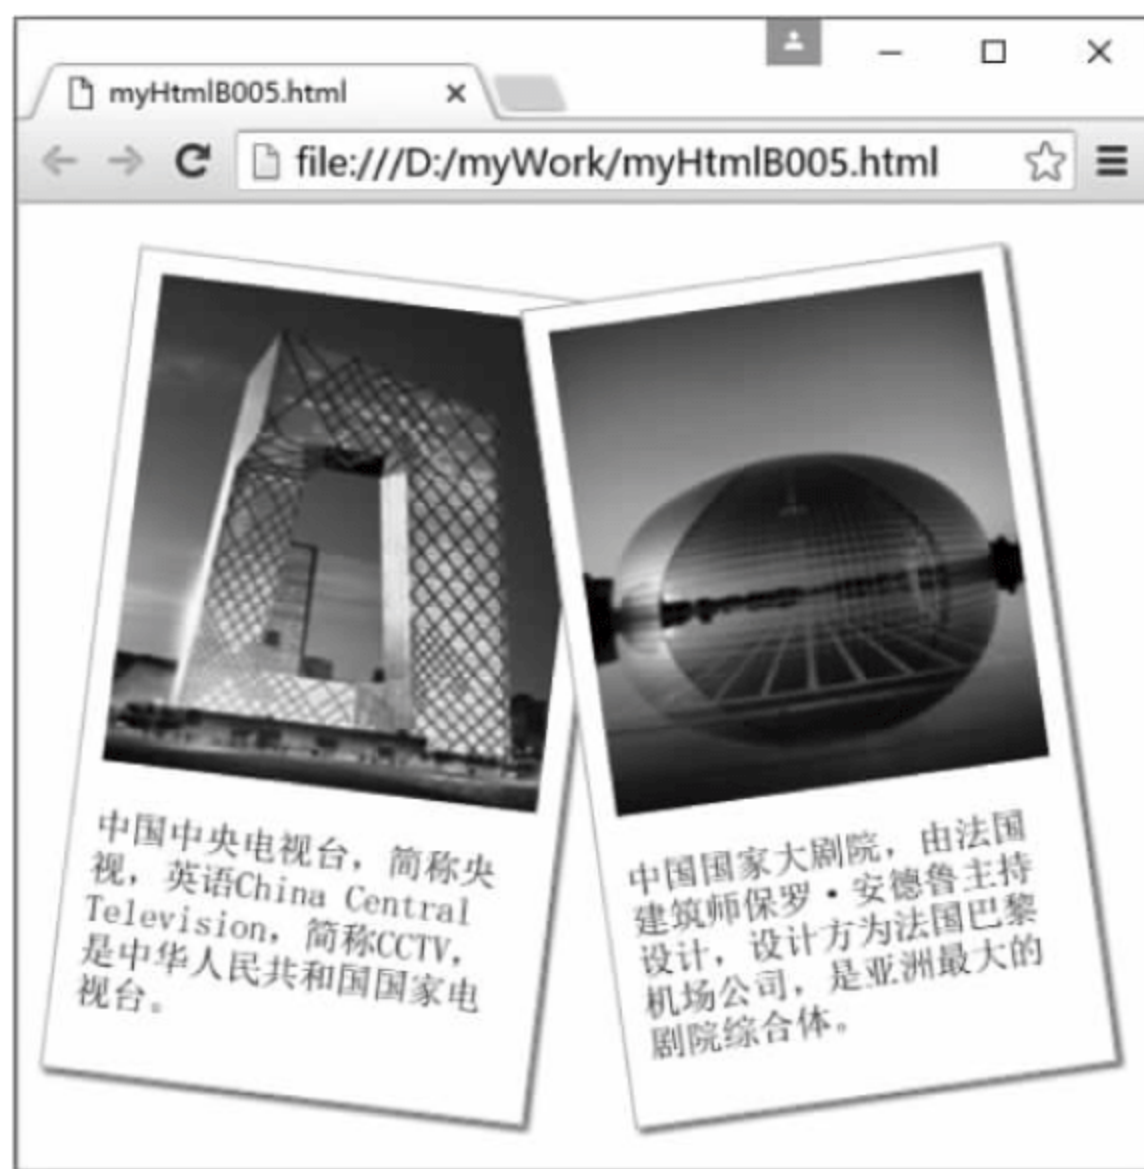 myHtmlB005.html
file:///D:/myWork/myHtmlB005.html
中国中央电视台，简称央
视，英语China Central
Television，简称CCTV，
是中华人民共和国国家电
视台。
中国国家大剧院，由法国
建筑师保罗·安德鲁主持
设计，设计方为法国巴黎
机场公司，是亚洲最大的
剧院综合体。